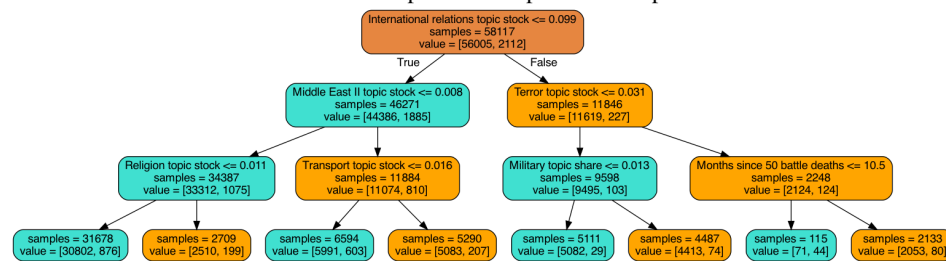 International relations topic stock <= 0.099
samples = 58117
value = [56005, 2112]
True
False
Middle East II topic stock <= 0.008
samples = 46271
value = [44386, 1885]
Terror topic stock <= 0.031
samples = 11846
value = [11619, 227]
Religion topic stock <= 0.011
samples = 34387
value = [33312, 1075]
Transport topic stock <= 0.016
samples = 11884
value = [11074, 810]
Military topic share <= 0.013
samples = 9598
value = [9495, 103]
Months since 50 battle deaths <= 10.5
samples = 2248
value = [2124, 124]
samples = 31678
value = [30802, 876]
samples = 2709
value = [2510, 199]
samples = 6594
value = [5991, 603]
samples = 5290
value = [5083, 207]
samples = 5111
value = [5082, 29]
samples = 4487
value = [4413, 74]
samples = 115
value = [71, 44]
samples = 2133
value = [2053, 80]